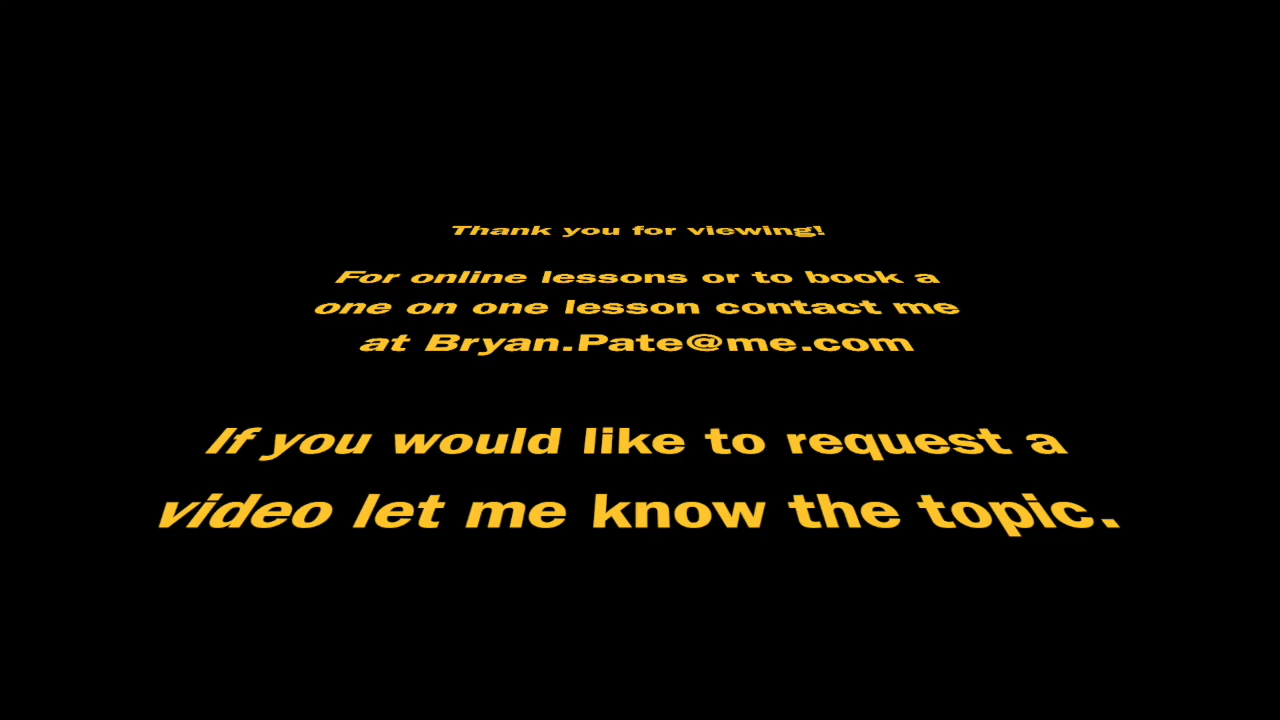 Thank you for viewing!
For online lessons or to book a
one on one lesson contact me
at Bryan.Pate@me.com
If you would like to request a
video let me know the topic.